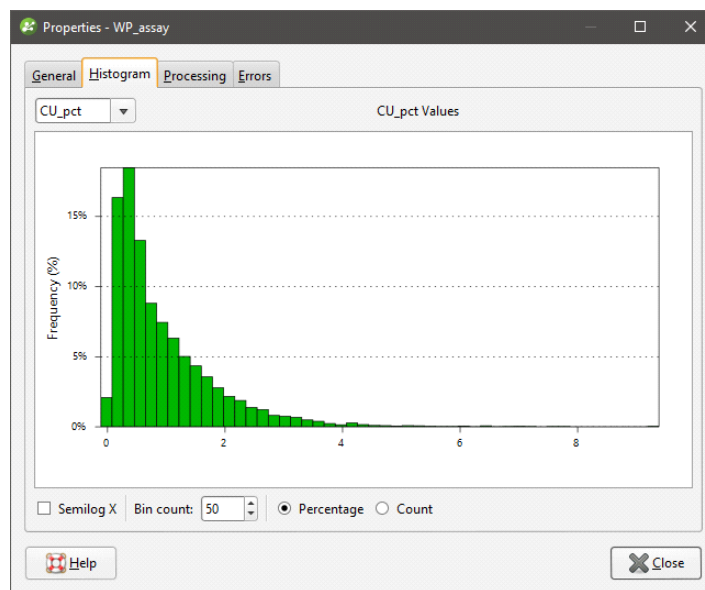 Properties - WP_assay
General Histogram Processing Errors
CU_pct
CU_pct Values
Frequency (%)
15%
10%
5%
0%
0 2 4 6 8
Semilog X Bin count: 50 Percentage Count
Help Close